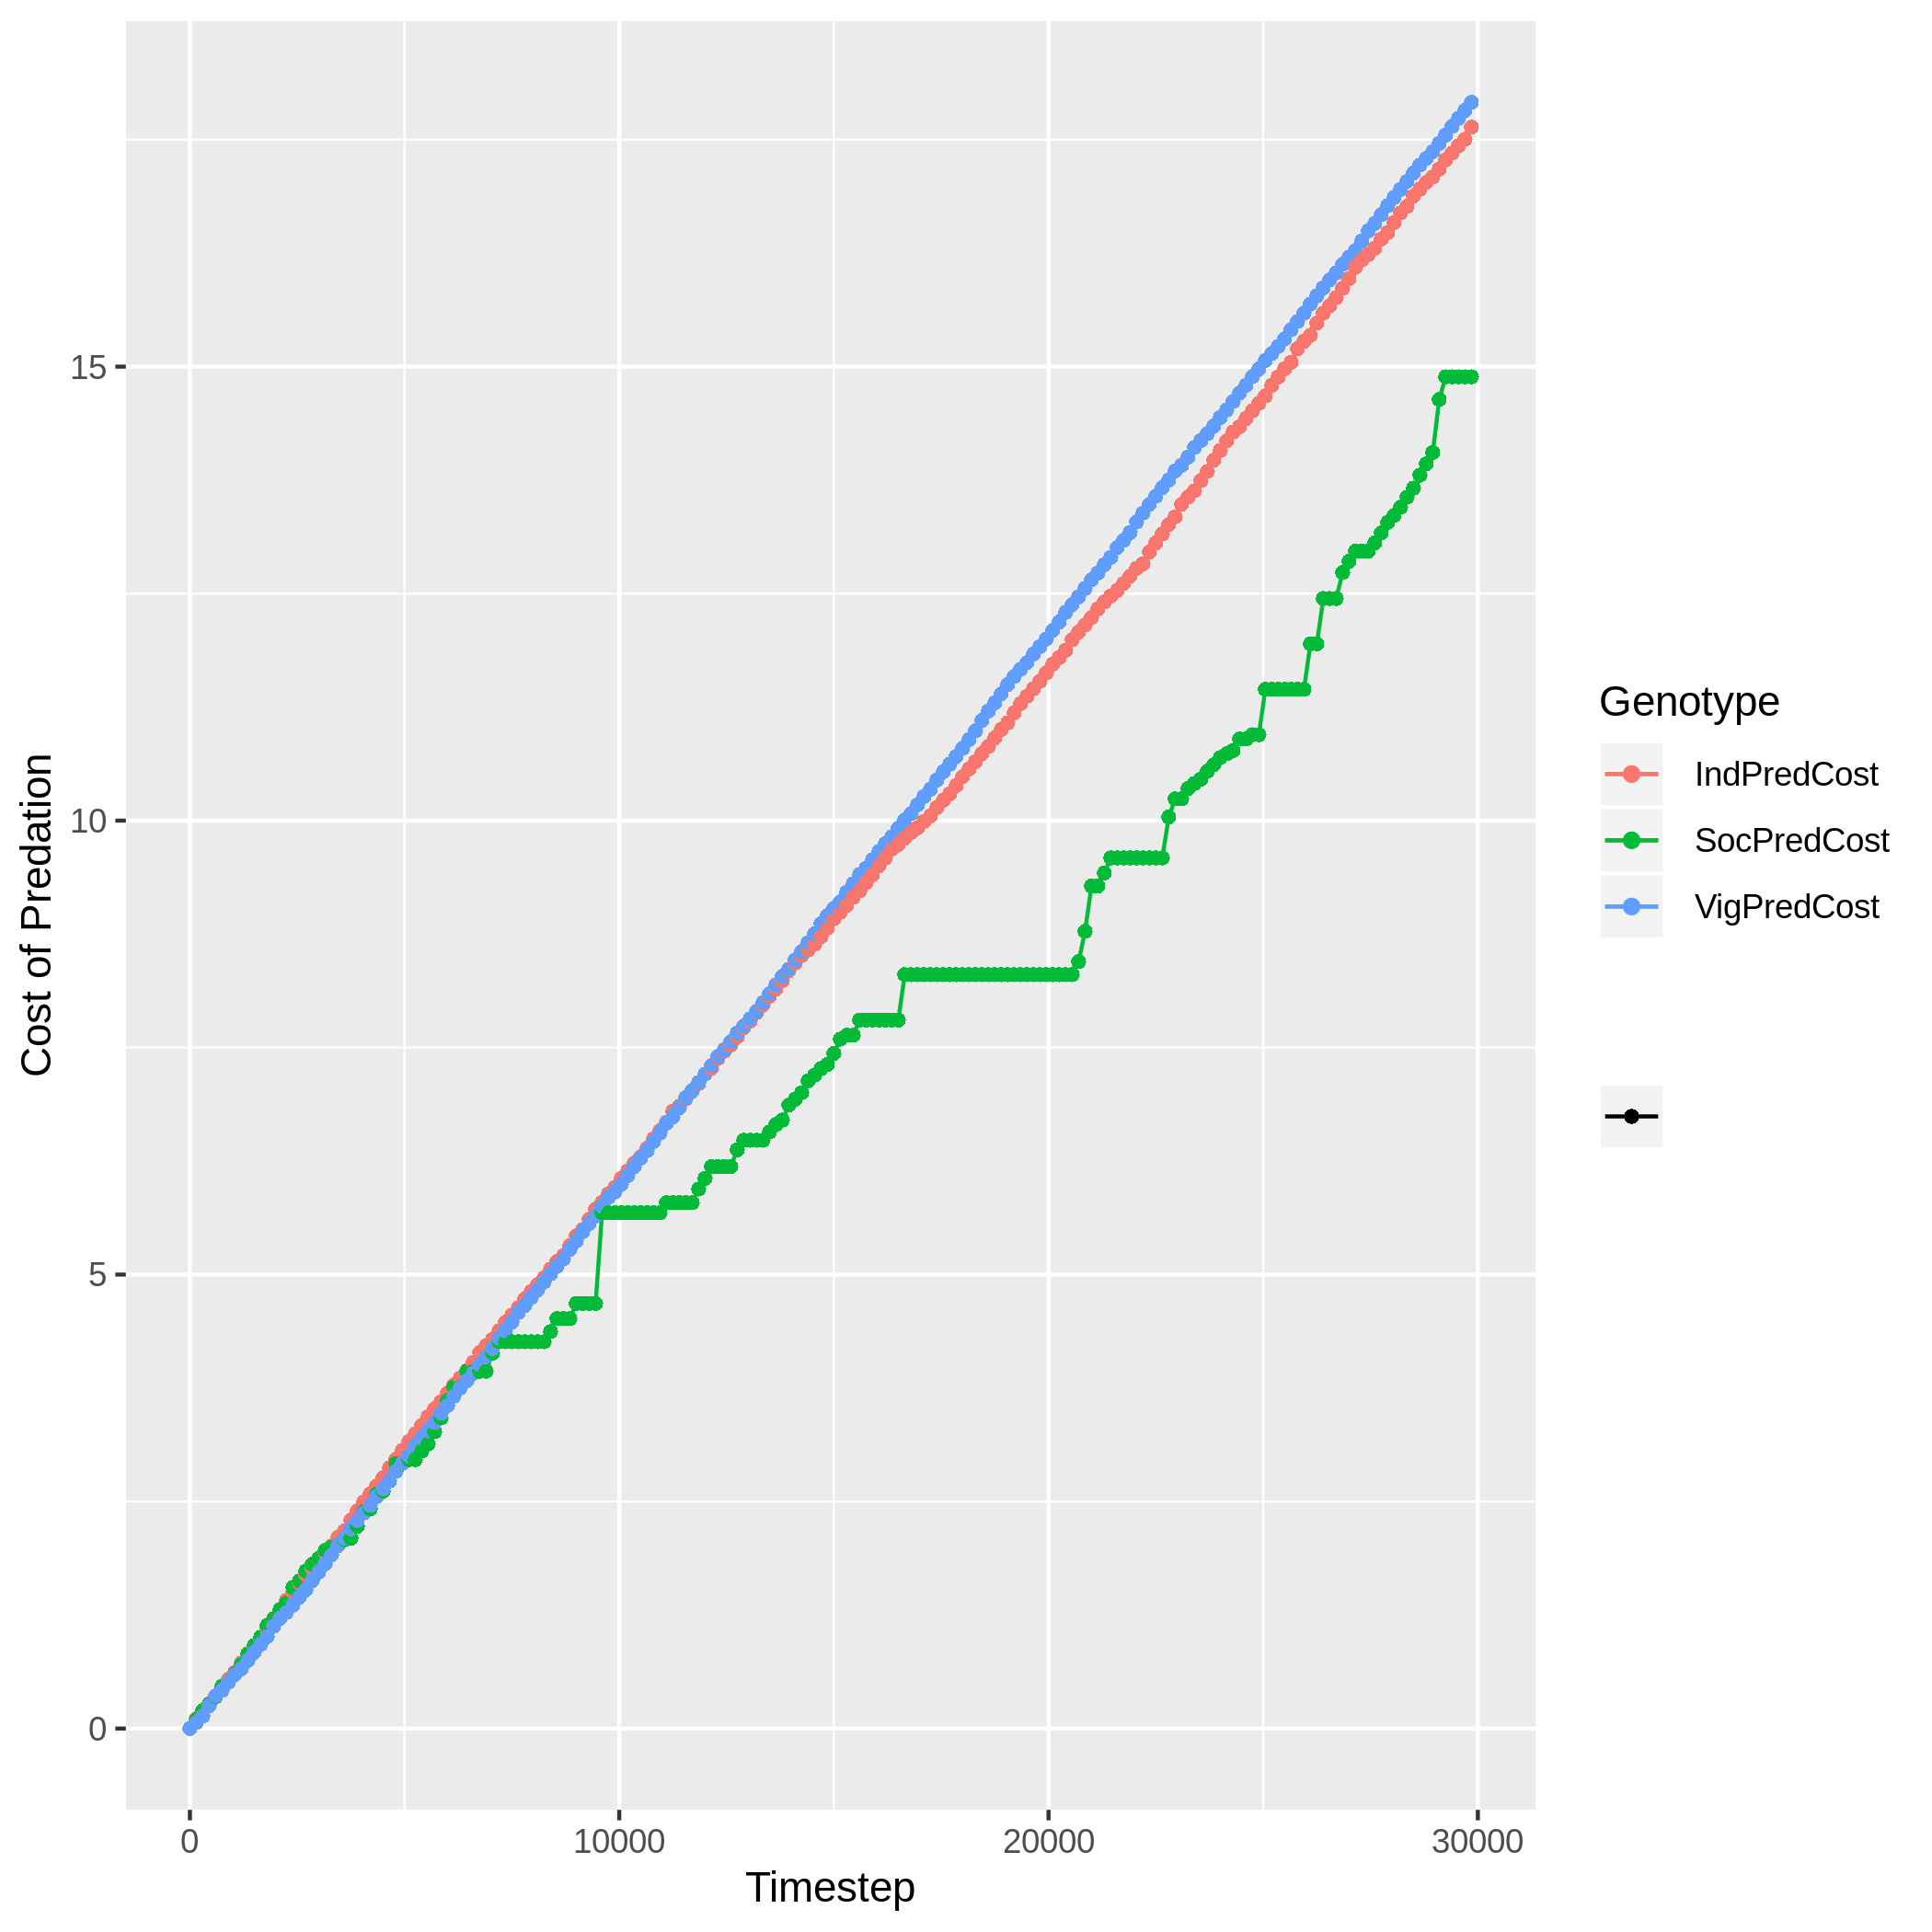 15
10
5
0
0 10000 20000 30000
Timestep
Cost of Predation
Genotype
IndPredCost
SocPredCost
VigPredCost